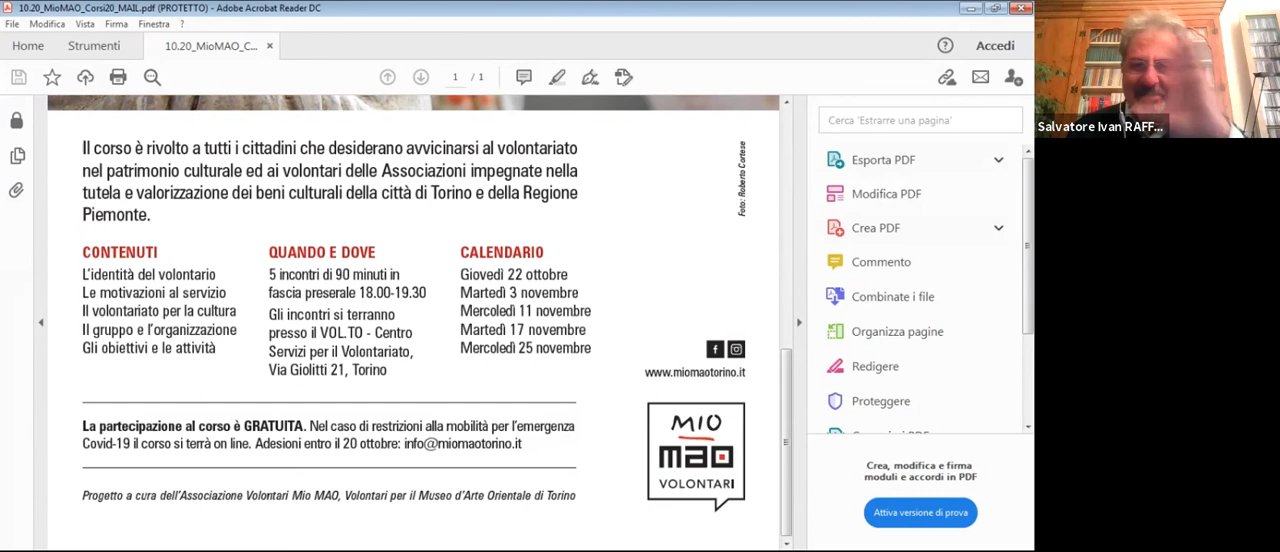 10.20_MioMAO_Corsi20_MAIL.pdf (PROTETTO) - Adobe Acrobat Reader DC
File Modifica Vista Firma Finestra ?
Home Strumenti 10.20_MioMAO_C... × ? Accedi
1 / 1
Il corso è rivolto a tutti i cittadini che desiderano avvicinarsi al volontariato
nel patrimonio culturale ed ai volontari delle Associazioni impegnate nella
tutela e valorizzazione dei beni culturali della città di Torino e della Regione
Piemonte.
Foto: Roberto Cortese
CONTENUTI
L'identità del volontario
Le motivazioni al servizio
Il volontariato per la cultura
Il gruppo e l'organizzazione
Gli obiettivi e le attività
QUANDO E DOVE
5 incontri di 90 minuti in
fascia preserale 18.00-19.30
Gli incontri si terranno
presso il VOL.TO - Centro
Servizi per il Volontariato,
Via Giolitti 21, Torino
CALENDARIO
Giovedì 22 ottobre
Martedì 3 novembre
Mercoledì 11 novembre
Martedì 17 novembre
Mercoledì 25 novembre
www.miomaotorino.it
La partecipazione al corso è GRATUITA. Nel caso di restrizioni alla mobilità per l'emergenza
Covid-19 il corso si terrà on line. Adesioni entro il 20 ottobre: info@miomaotorino.it
MIO
mao
VOLONTARI
Progetto a cura dell'Associazione Volontari Mio MAO, Volontari per il Museo d'Arte Orientale di Torino
Cerca 'Estrarre una pagina'
Esporta PDF
Modifica PDF
Crea PDF
Commento
Combinate i file
Organizza pagine
Redigere
Proteggere
Crea, modifica e firma
moduli e accordi in PDF
Attiva versione di prova
Salvatore Ivan RAFF...